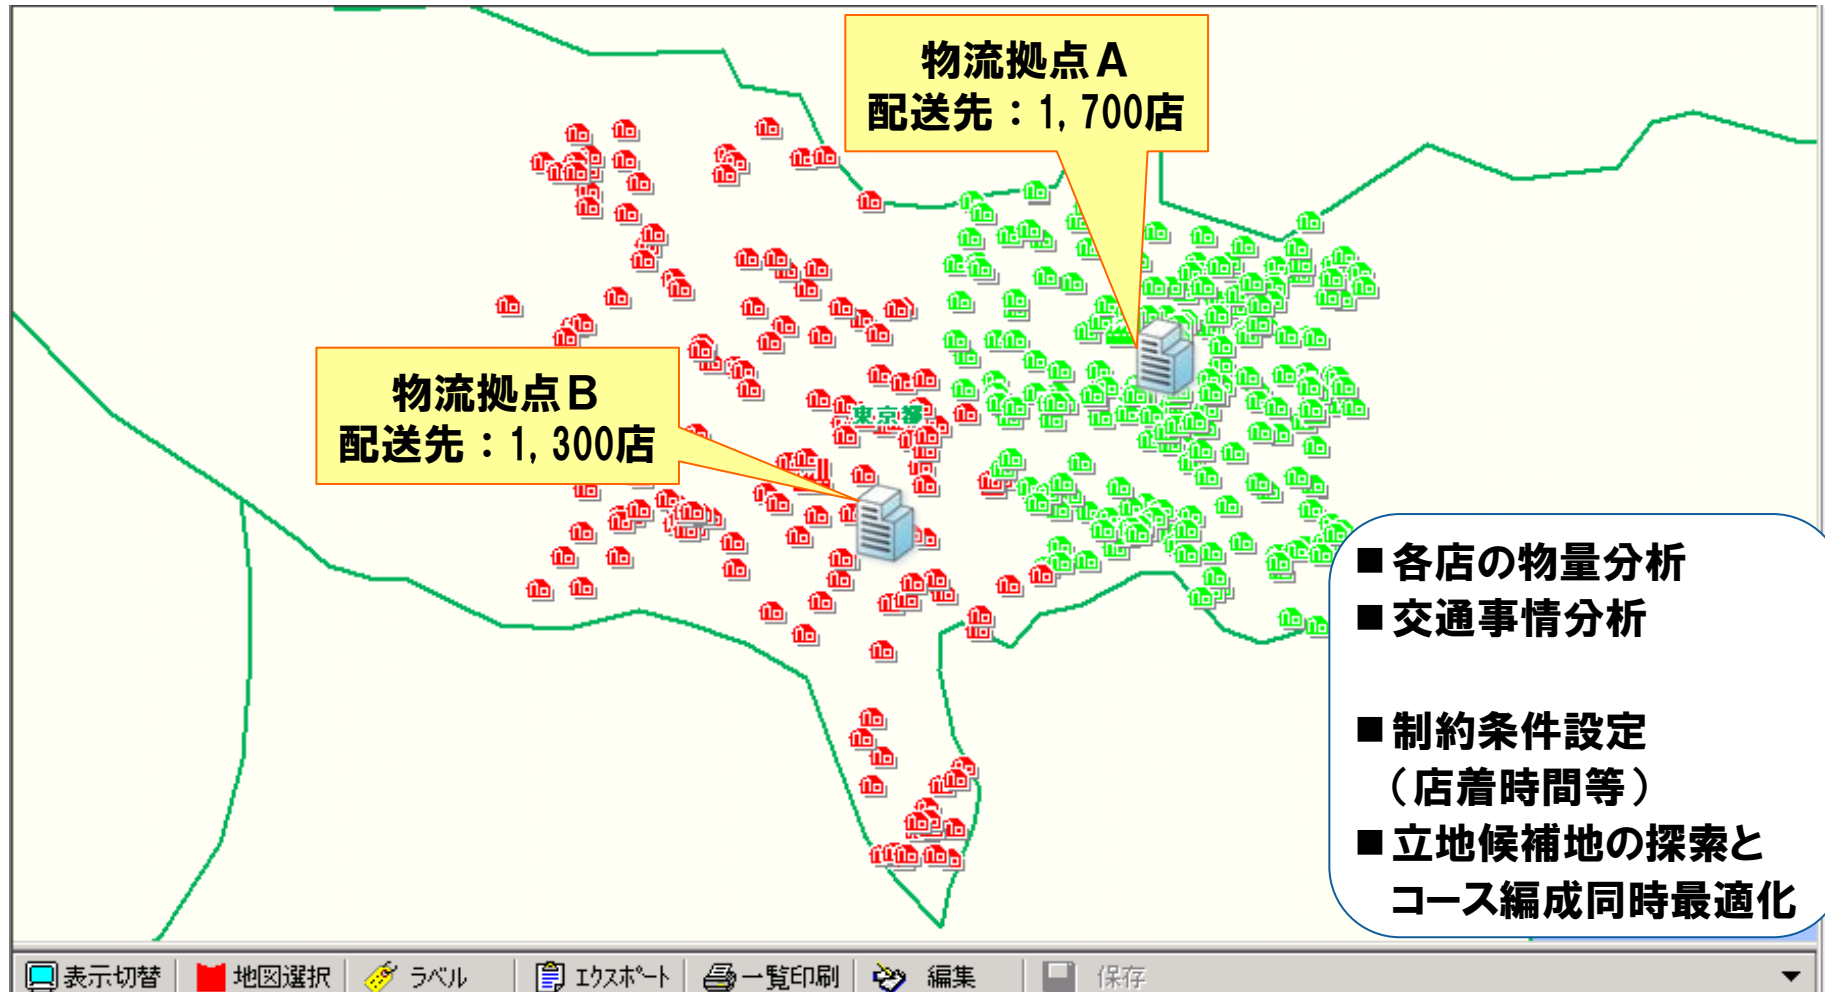 物流拠点A
配送先：1,700店
物流拠点B
配送先：1,300店
東京都
■各店の物量分析
■交通事情分析
■制約条件設定
（店着時間等）
■立地候補地の探索と
コース編成同時最適化
表示切替
地図選択
ラベル
エクスポート
一覧印刷
編集
保存